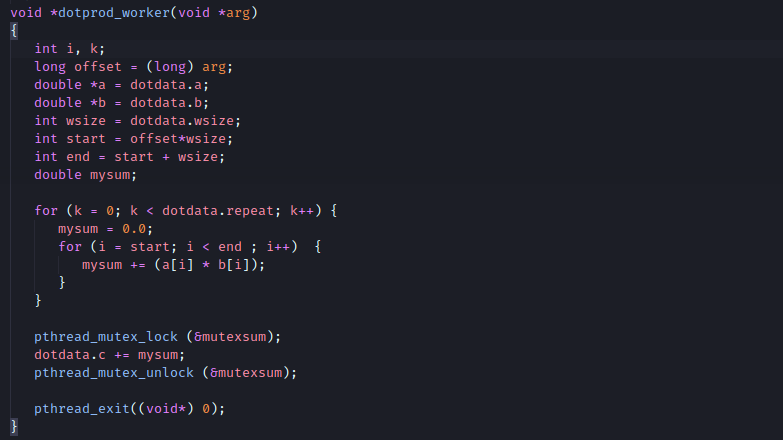 void *dotprod_worker(void *arg)
{
   int i, k;
   long offset = (long) arg;
   double *a = dotdata.a;
   double *b = dotdata.b;
   int wsize = dotdata.wsize;
   int start = offset*wsize;
   int end = start + wsize;
   double mysum;

   for (k = 0; k < dotdata.repeat; k++) {
      mysum = 0.0;
      for (i = start; i < end ; i++)  {
         mysum += (a[i] * b[i]);
      }
   }

   pthread_mutex_lock (&mutexsum);
   dotdata.c += mysum;
   pthread_mutex_unlock (&mutexsum);

   pthread_exit((void*) 0);
}